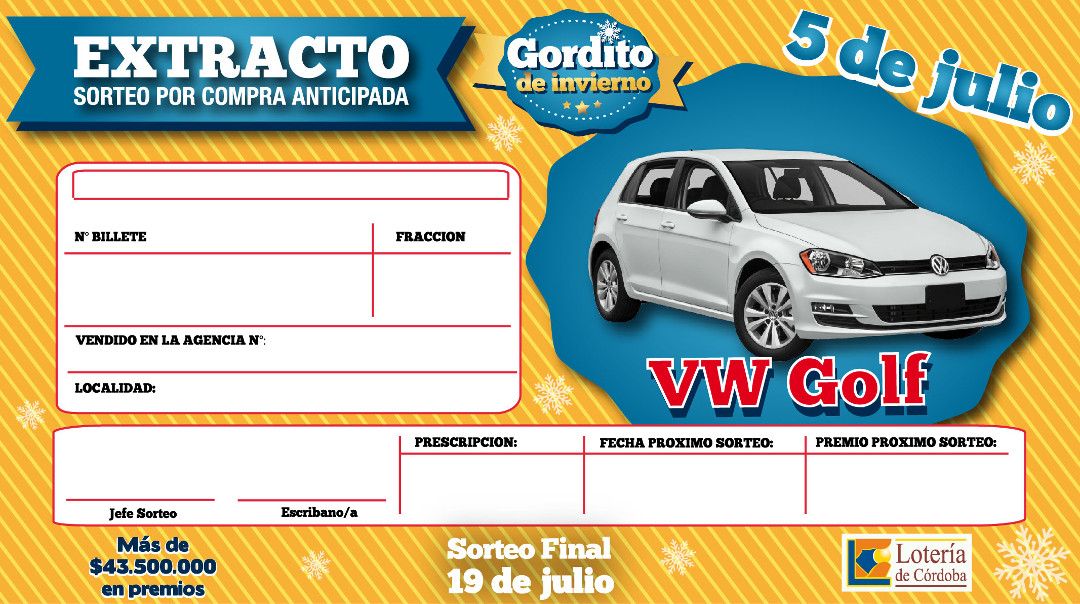 EXTRACTO
SORTEO POR COMPRA ANTICIPADA
Gordito
de invierno
5 de julio
N° BILLETE
FRACCION
VENDIDO EN LA AGENCIA N°:
LOCALIDAD:
VW Golf
PRESCRIPCION:
FECHA PROXIMO SORTEO:
PREMIO PROXIMO SORTEO:
Jefe Sorteo
Escribano/a
Más de
$43.500.000
en premios
Sorteo Final
19 de julio
Lotería
de Córdoba